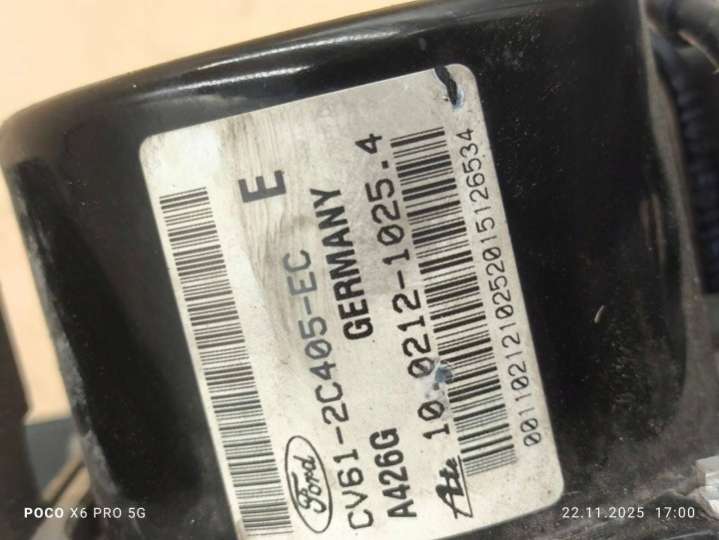 E
Ford
CV61-2C405-EC
A426G GERMANY
Ate 10.0212-1025.4
0011021210252015126534
POCO X6 PRO 5G
22.11.2025 17:00